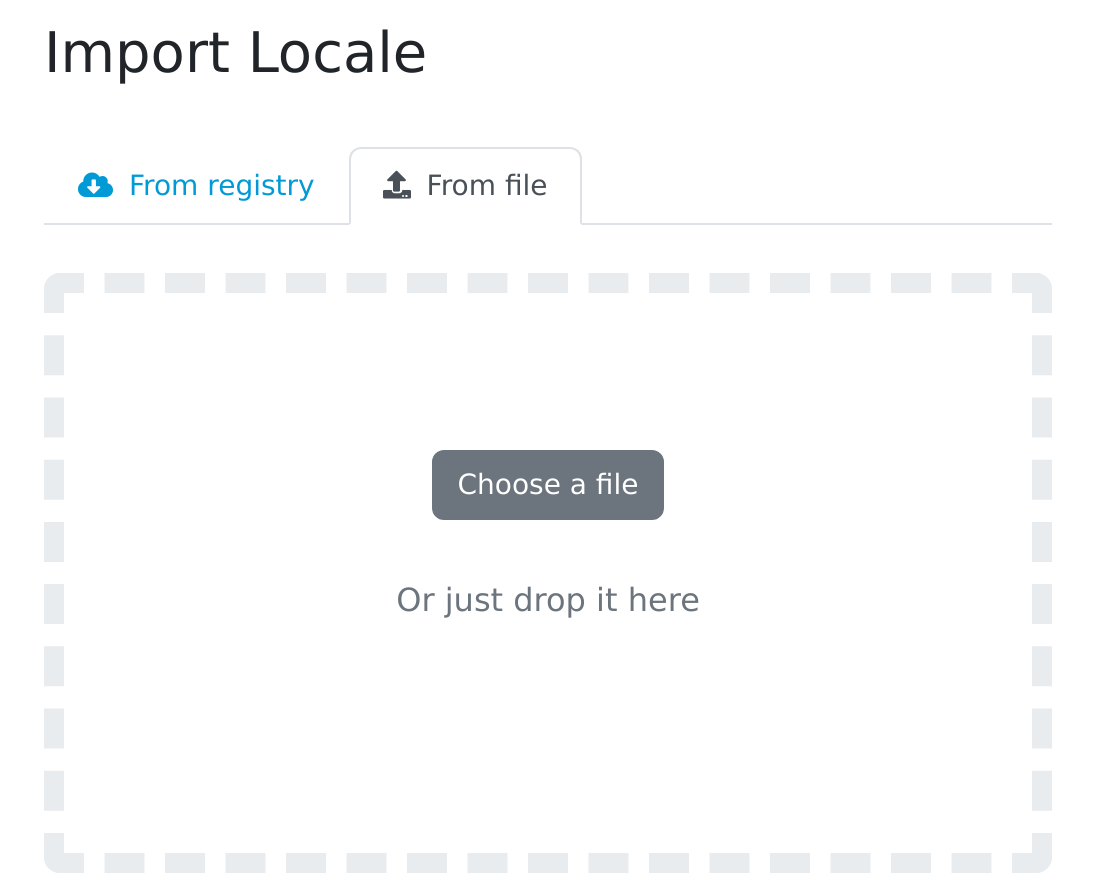 Import Locale
From registry
From file
Choose a file
Or just drop it here